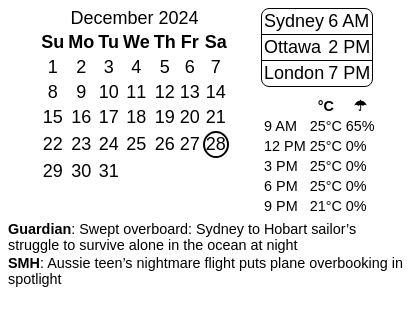 December 2024
Su Mo Tu We Th Fr Sa
1 2 3 4 5 6 7
8 9 10 11 12 13 14
15 16 17 18 19 20 21
22 23 24 25 26 27 28
29 30 31
Sydney 6 AM
Ottawa 2 PM
London 7 PM
°C ☂
9 AM 25°C 65%
12 PM 25°C 0%
3 PM 25°C 0%
6 PM 25°C 0%
9 PM 21°C 0%
Guardian: Swept overboard: Sydney to Hobart sailor’s
struggle to survive alone in the ocean at night
SMH: Aussie teen’s nightmare flight puts plane overbooking in
spotlight